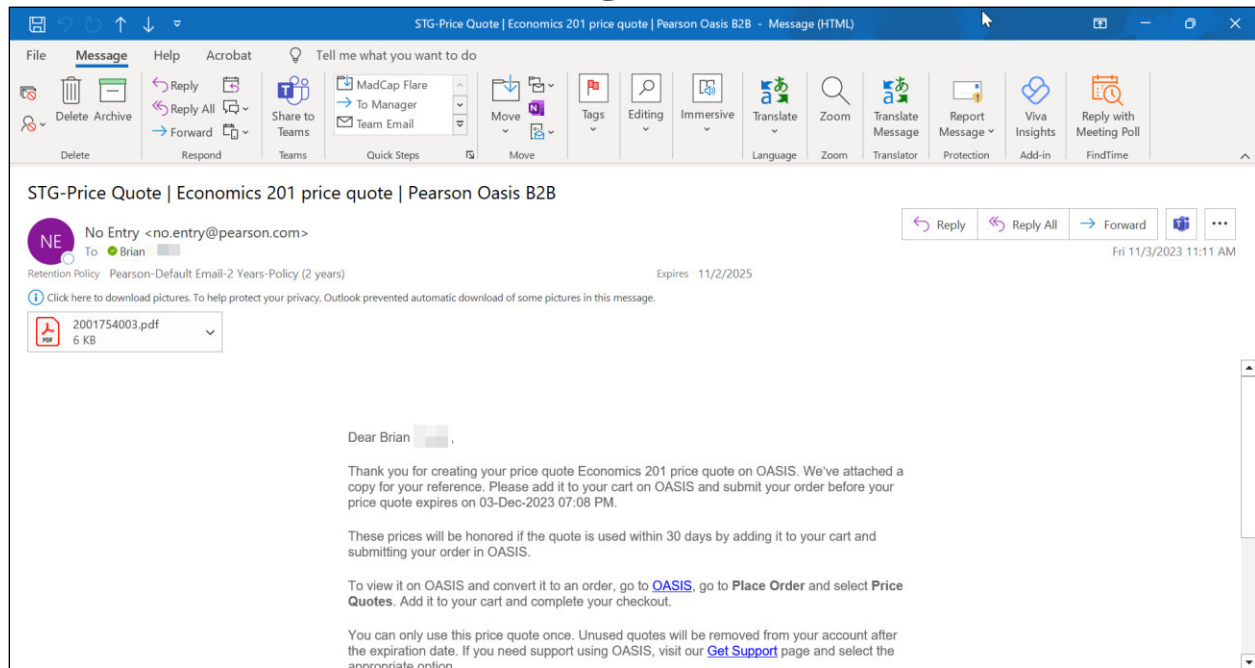 STG-Price Quote | Economics 201 price quote | Pearson Oasis B2B - Message (HTML)
File Message Help Acrobat Tell me what you want to do
Delete Archive
Reply
Reply All
Forward
Share to Teams
MadCap Flare
To Manager
Team Email
Move
Tags
Editing
Immersive
Translate
Zoom
Translate Message
Report Message
Viva Insights
Reply with Meeting Poll
Delete Respond Teams Quick Steps Move Language Zoom Translator Protection Add-in FindTime
STG-Price Quote | Economics 201 price quote | Pearson Oasis B2B
NE
No Entry <no.entry@pearson.com>
To Brian
Reply Reply All Forward
Fri 11/3/2023 11:11 AM
Retention Policy Pearson-Default Email-2 Years-Policy (2 years) Expires 11/2/2025
Click here to download pictures. To help protect your privacy, Outlook prevented automatic download of some pictures in this message.
PDF
2001754003.pdf
6 KB
Dear Brian ,
Thank you for creating your price quote Economics 201 price quote on OASIS. We've attached a
copy for your reference. Please add it to your cart on OASIS and submit your order before your
price quote expires on 03-Dec-2023 07:08 PM.
These prices will be honored if the quote is used within 30 days by adding it to your cart and
submitting your order in OASIS.
To view it on OASIS and convert it to an order, go to OASIS, go to Place Order and select Price
Quotes. Add it to your cart and complete your checkout.
You can only use this price quote once. Unused quotes will be removed from your account after
the expiration date. If you need support using OASIS, visit our Get Support page and select the
appropriate option